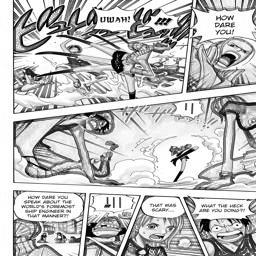 UWAH!
HOW
DARE
YOU!
HOW DARE YOU
SPEAK ABOUT THE
WORLD'S FOREMOST
SHIP ENGINEER IN
THAT MANNER?!
THAT WAS
SCARY....
WHAT THE HECK
ARE YOU DOING?!